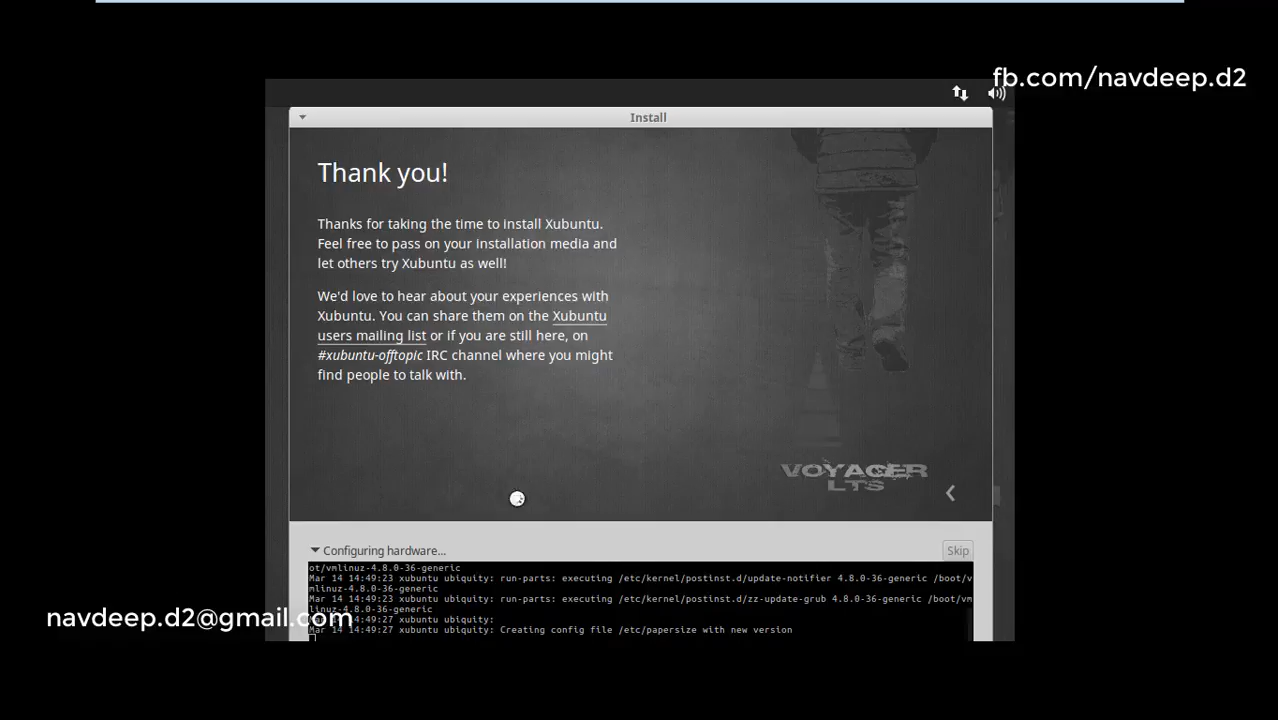 fb.com/navdeep.d2
Install
Thank you!
Thanks for taking the time to install Xubuntu.
Feel free to pass on your installation media and
let others try Xubuntu as well!
We'd love to hear about your experiences with
Xubuntu. You can share them on the Xubuntu
users mailing list or if you are still here, on
#xubuntu-offtopic IRC channel where you might
find people to talk with.
VOYAGER
LTS
Configuring hardware...
Skip
ot/vmlinuz-4.8.0-36-generic
Mar 14 14:49:23 xubuntu ubiquity: run-parts: executing /etc/kernel/postinst.d/update-notifier 4.8.0-36-generic /boot/v
mlinuz-4.8.0-36-generic
Mar 14 14:49:23 xubuntu ubiquity: run-parts: executing /etc/kernel/postinst.d/zz-update-grub 4.8.0-36-generic /boot/vm
linuz-4.8.0-36-generic
Mar 14 14:49:27 xubuntu ubiquity:
Mar 14 14:49:27 xubuntu ubiquity: Creating config file /etc/papersize with new version
navdeep.d2@gmail.com